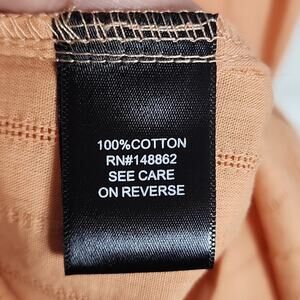 100%COTTON
RN#148862
SEE CARE
ON REVERSE